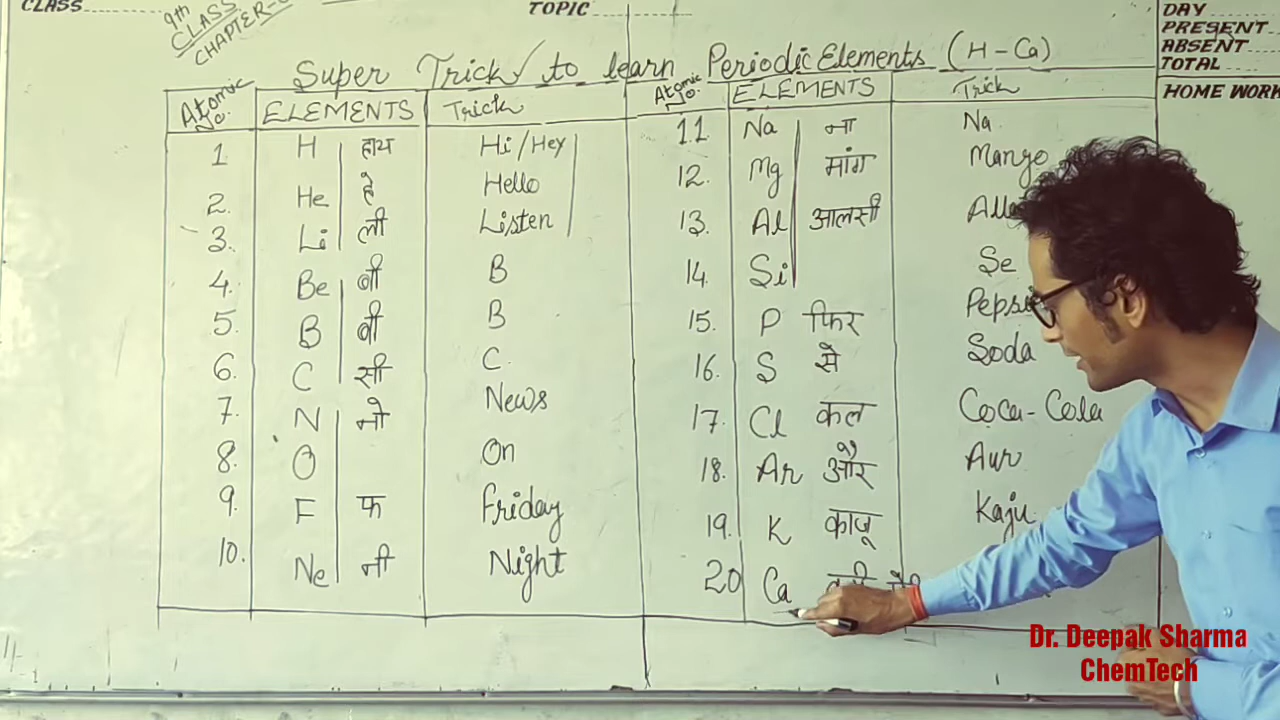 CLASS
TOPIC
9th
CLASS
CHAPTER-
DAY
PRESENT
ABSENT
TOTAL
HOME WORK
Super Trick to learn Periodic Elements (H-Ca)
Atomic No. ELEMENTS Trick Atomic No. ELEMENTS Trick
1. H हाय Hi/Hey 11 Na ना Na
2. He हे Hello 12. Mg मांग Mango
3. Li ली Listen 13. Al आलसी
4. Be बी B 14. Si Se
5. B बी B 15. P फिर Pepsi
6. C सी C. 16. S से Soda
7. N नो News 17. Cl कल Coca-Cola
8. O On 18. Ar और Aur
9. F फ Friday 19. K काजू Kaju
10. Ne नी Night 20 Ca
Dr. Deepak Sharma
ChemTech